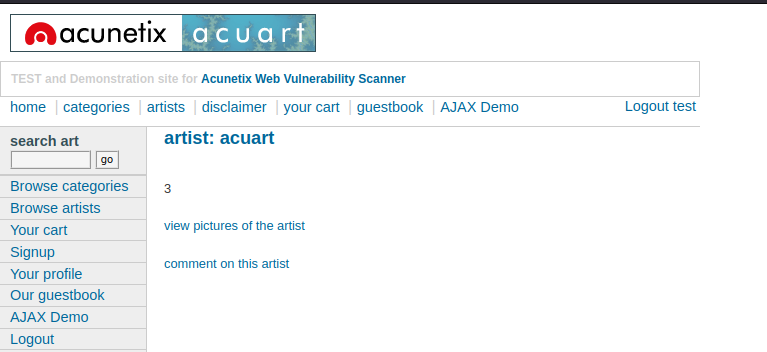 acunetix acuart
TEST and Demonstration site for Acunetix Web Vulnerability Scanner
home | categories | artists | disclaimer | your cart | guestbook | AJAX Demo Logout test
search art
go
Browse categories
Browse artists
Your cart
Signup
Your profile
Our guestbook
AJAX Demo
Logout
artist: acuart
3
view pictures of the artist
comment on this artist